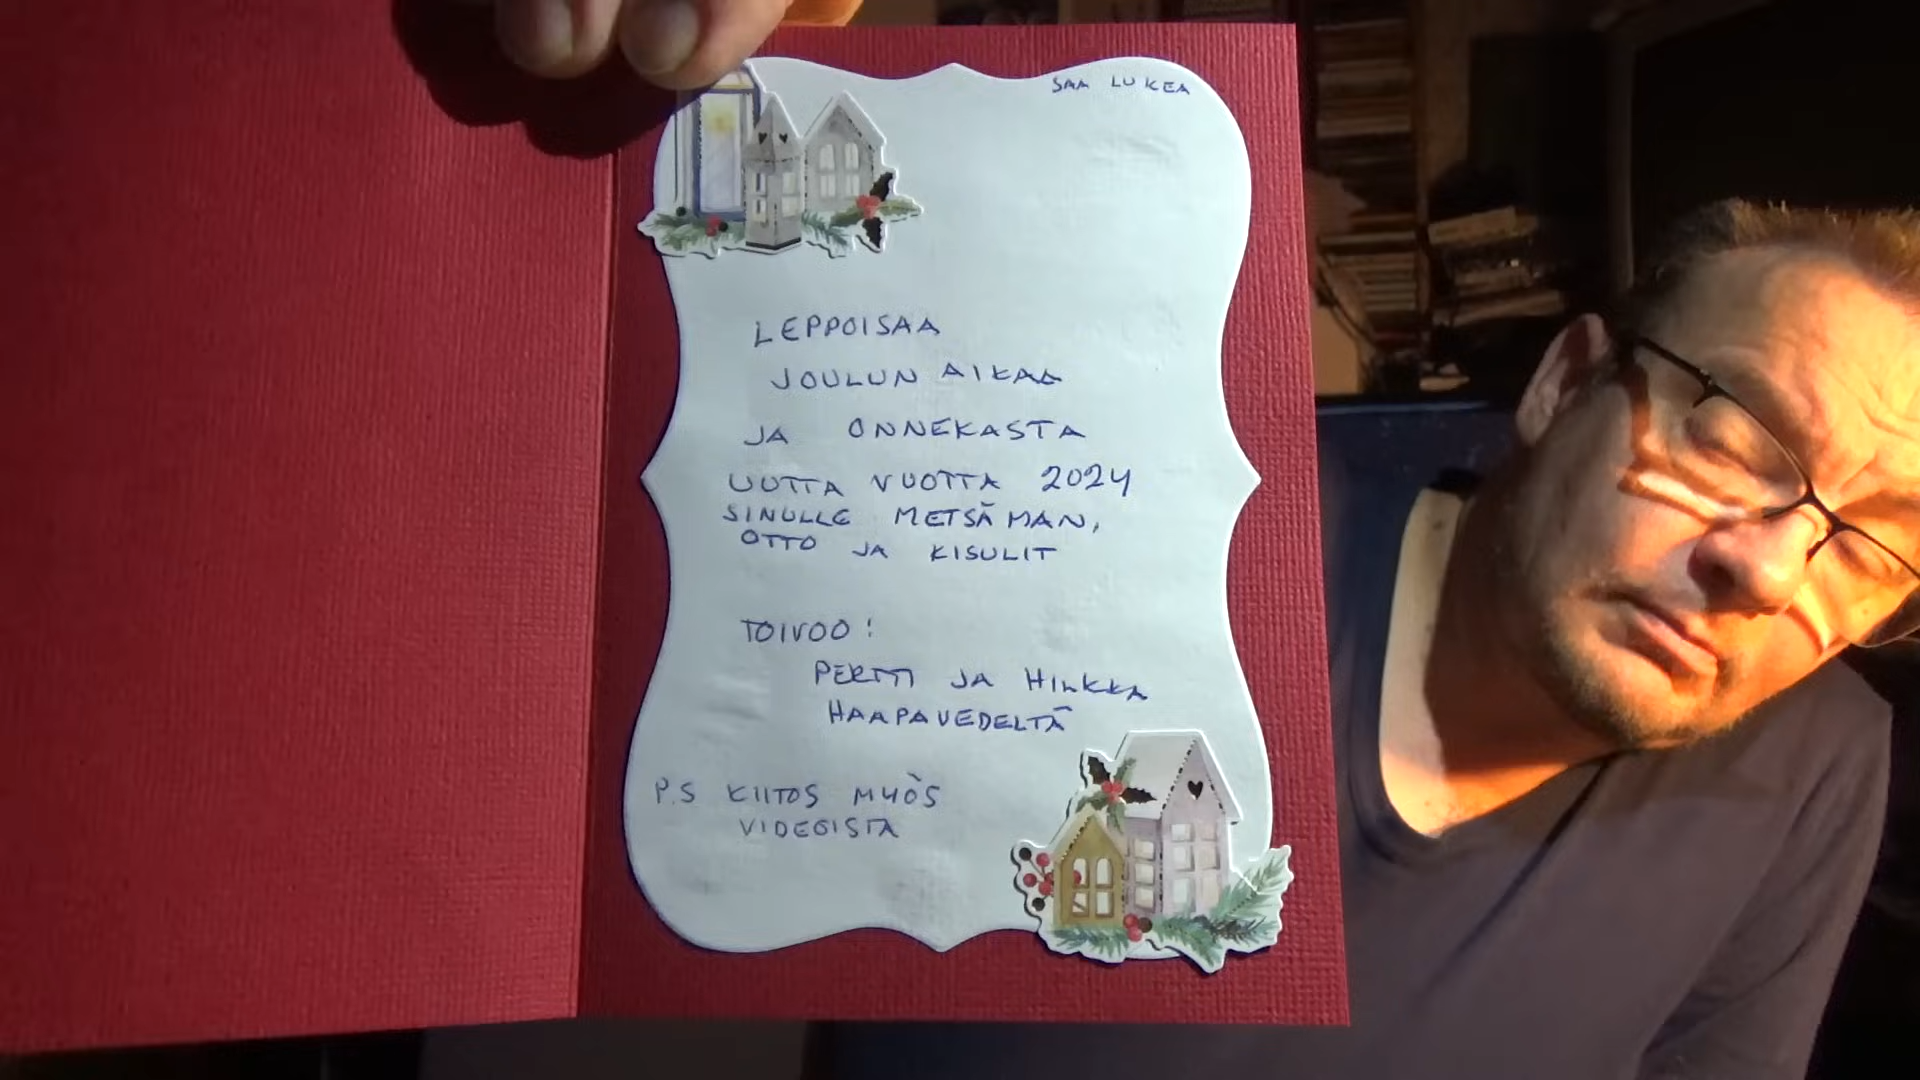 SAA LUKEA
LEPPOISAA
JOULUN AIKAA
JA ONNEKASTA
UUTTA VUOTTA 2024
SINULLE METSÄMAN,
OTTO JA KISULIT
TOIVOO!
PERTTI JA HILKKA
HAAPAVEDELTÄ
P.S KIITOS MYÖS
VIDEOISTA